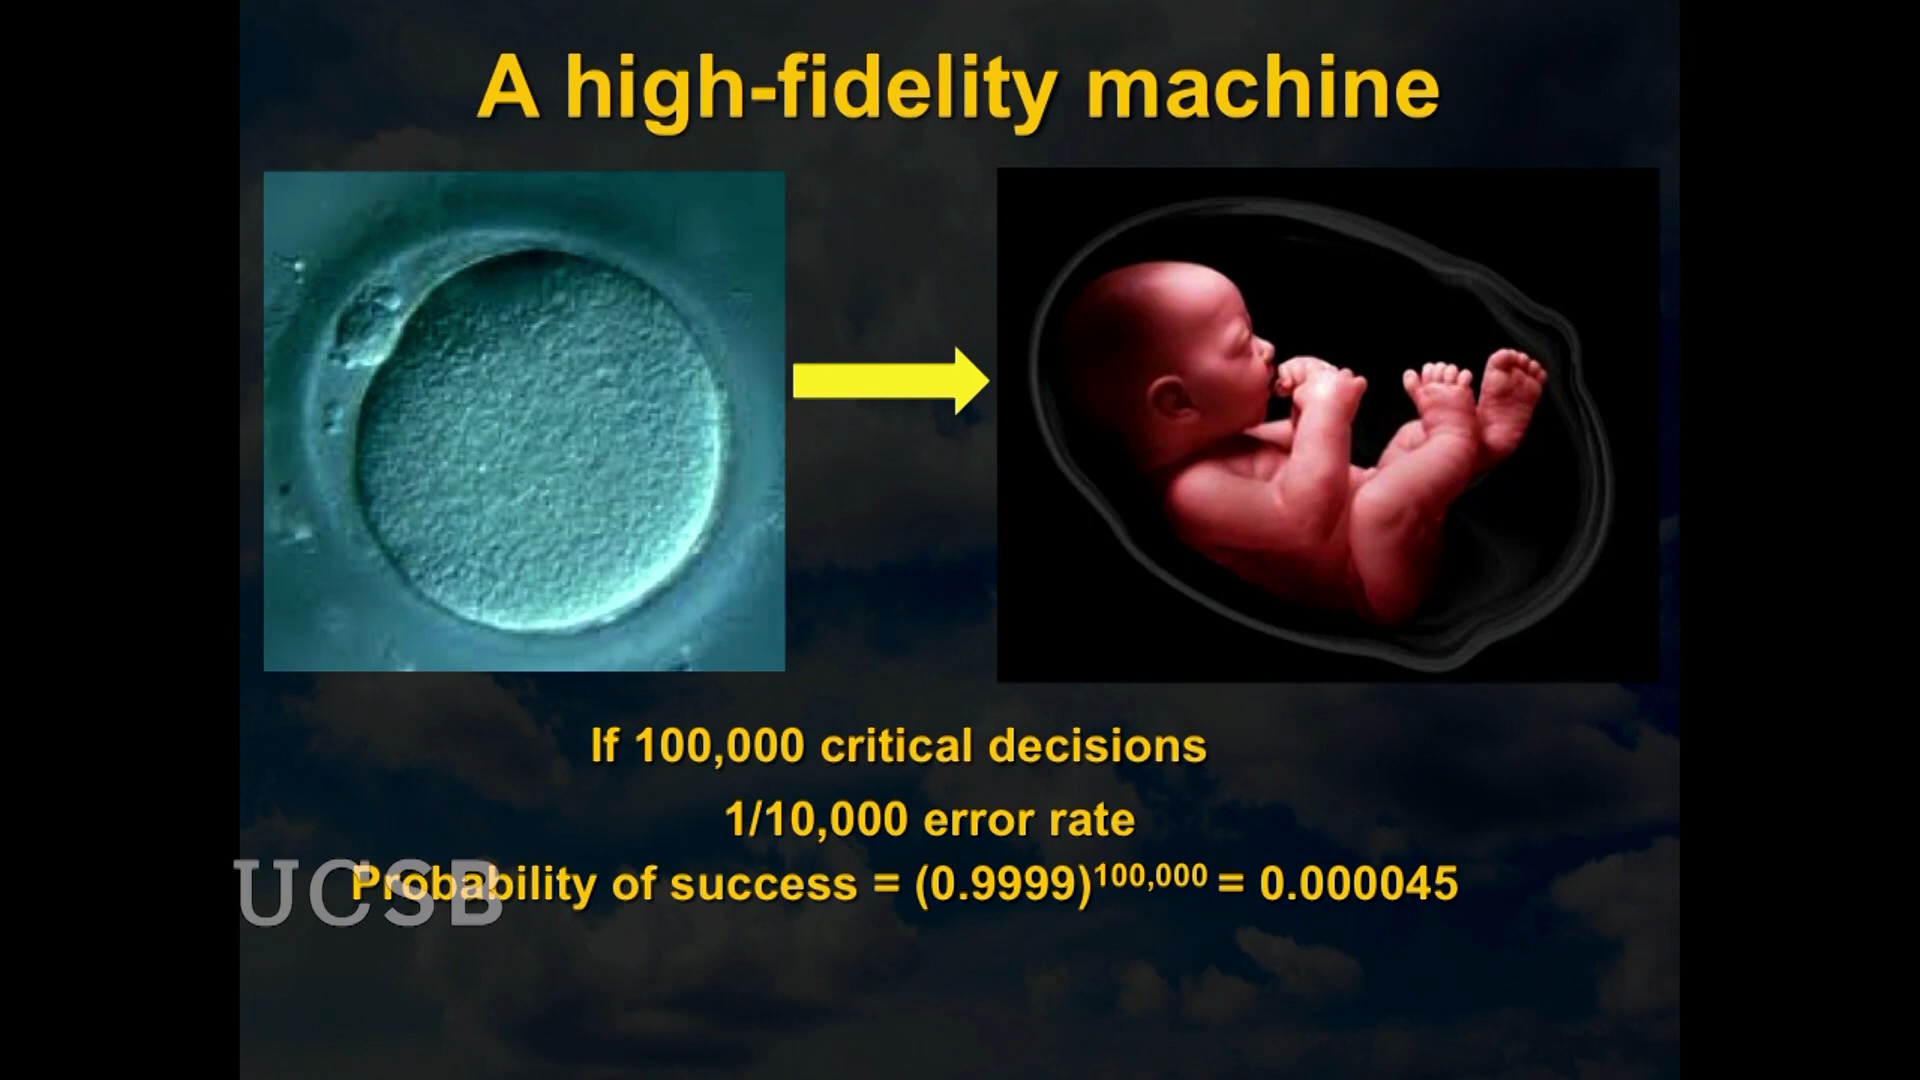 A high-fidelity machine
If 100,000 critical decisions
1/10,000 error rate
Probability of success = (0.9999)^100,000 = 0.000045
UCSB